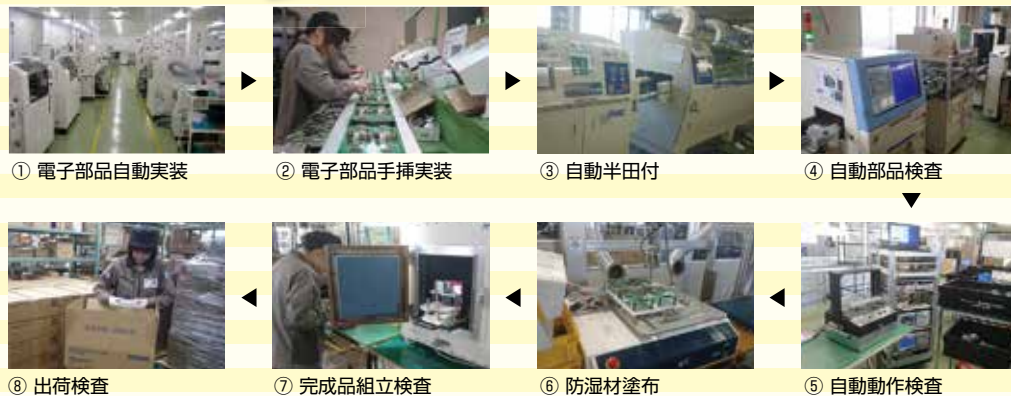 ① 電子部品自動実装
② 電子部品手挿実装
③ 自動半田付
④ 自動部品検査
⑤ 自動動作検査
⑥ 防湿材塗布
⑦ 完成品組立検査
⑧ 出荷検査